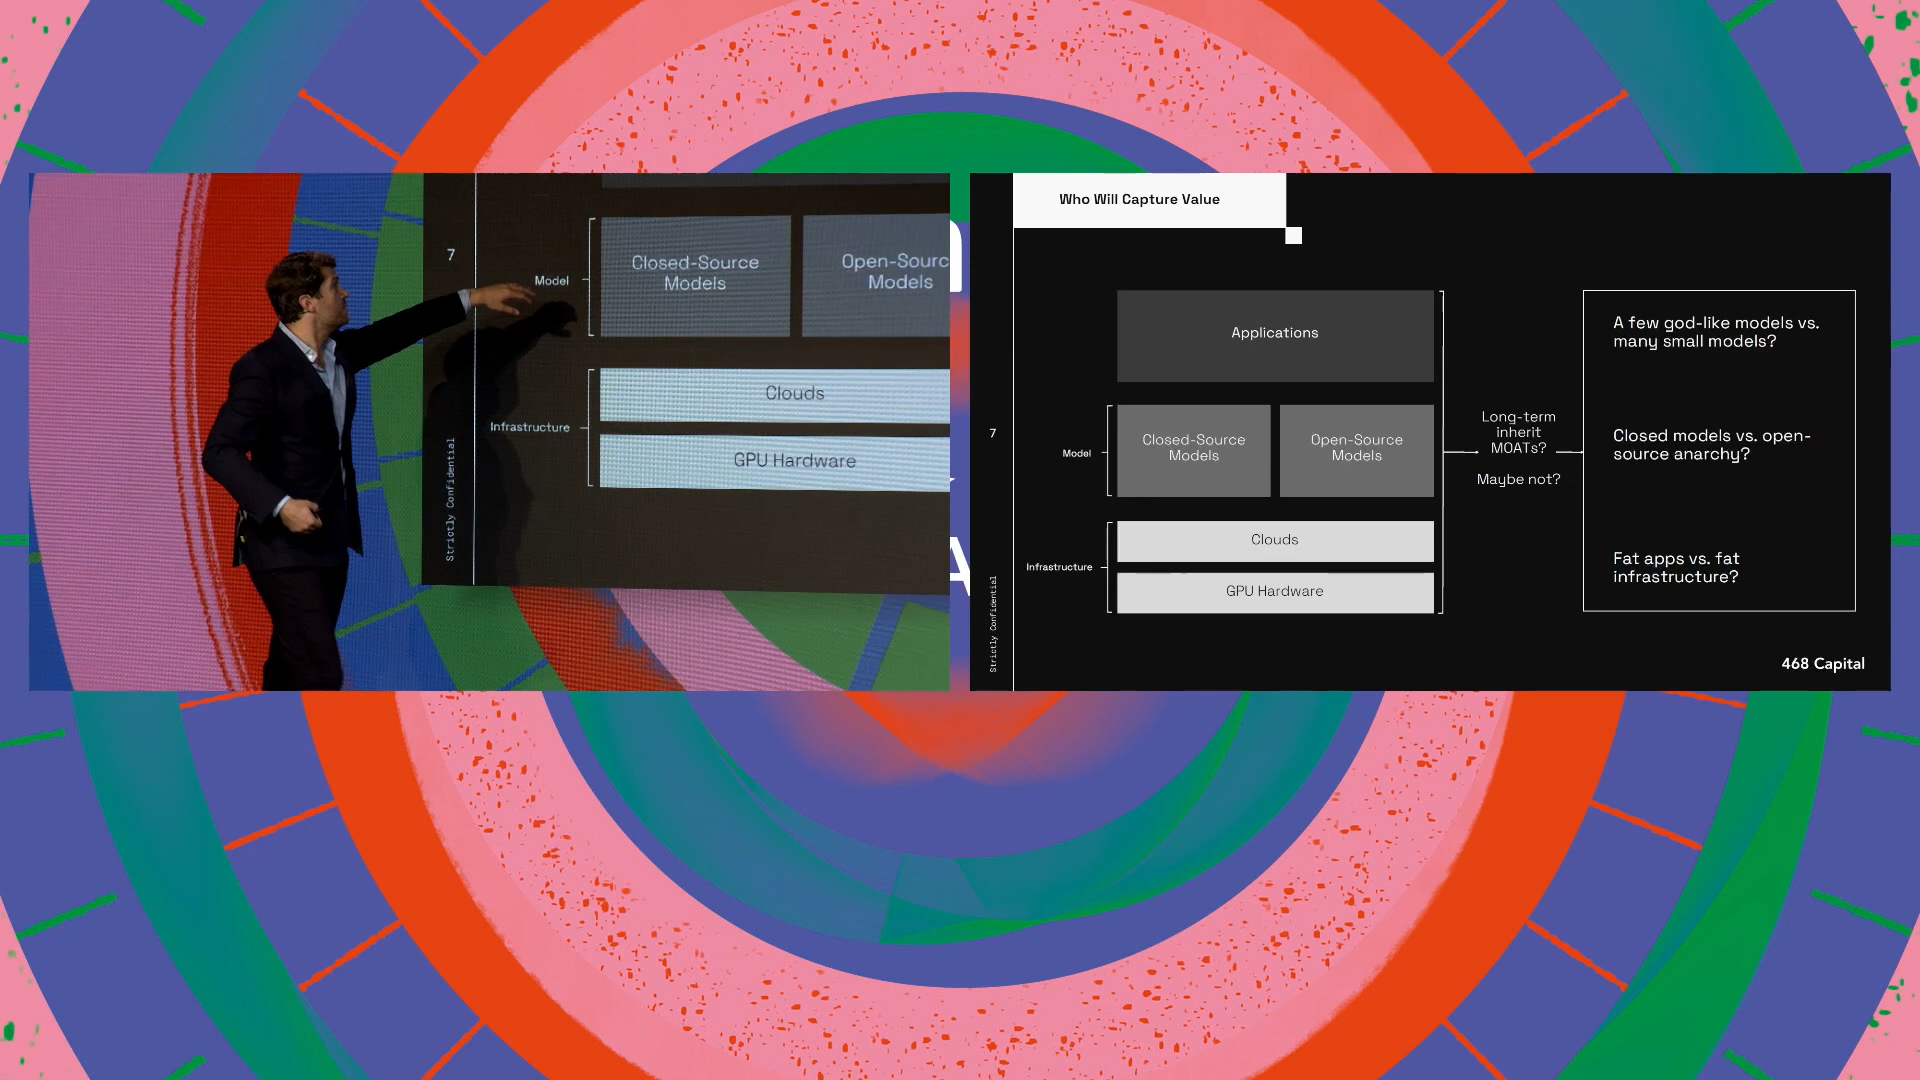 7
Model
Closed-Source
Models
Open-Sourc
Models
Infrastructure
Clouds
GPU Hardware
Strictly Confidential
Who Will Capture Value
7
Strictly Confidential
Applications
Model
Closed-Source
Models
Open-Source
Models
Infrastructure
Clouds
GPU Hardware
Long-term
inherit
MOATs?
Maybe not?
A few god-like models vs.
many small models?
Closed models vs. open-
source anarchy?
Fat apps vs. fat
infrastructure?
468 Capital